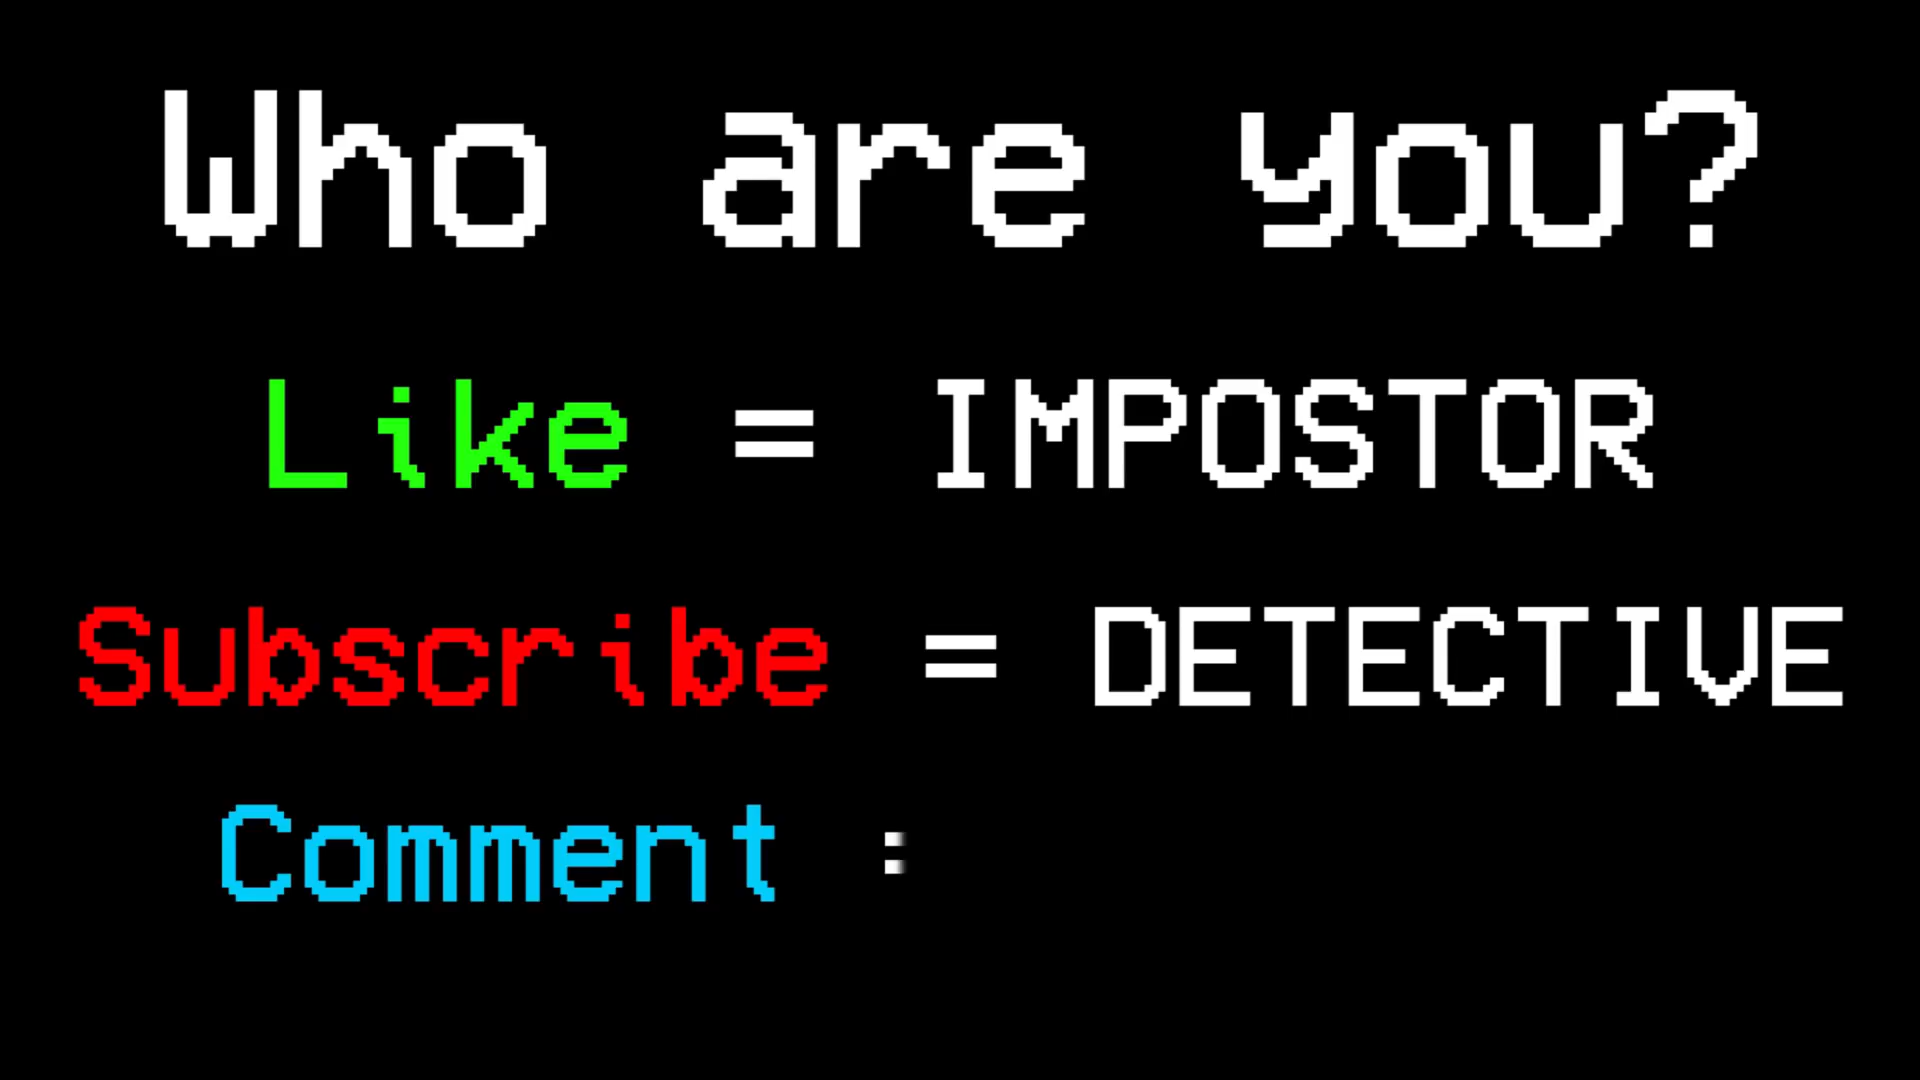 Who are you?
Like = IMPOSTOR
Subscribe = DETECTIVE
Comment :